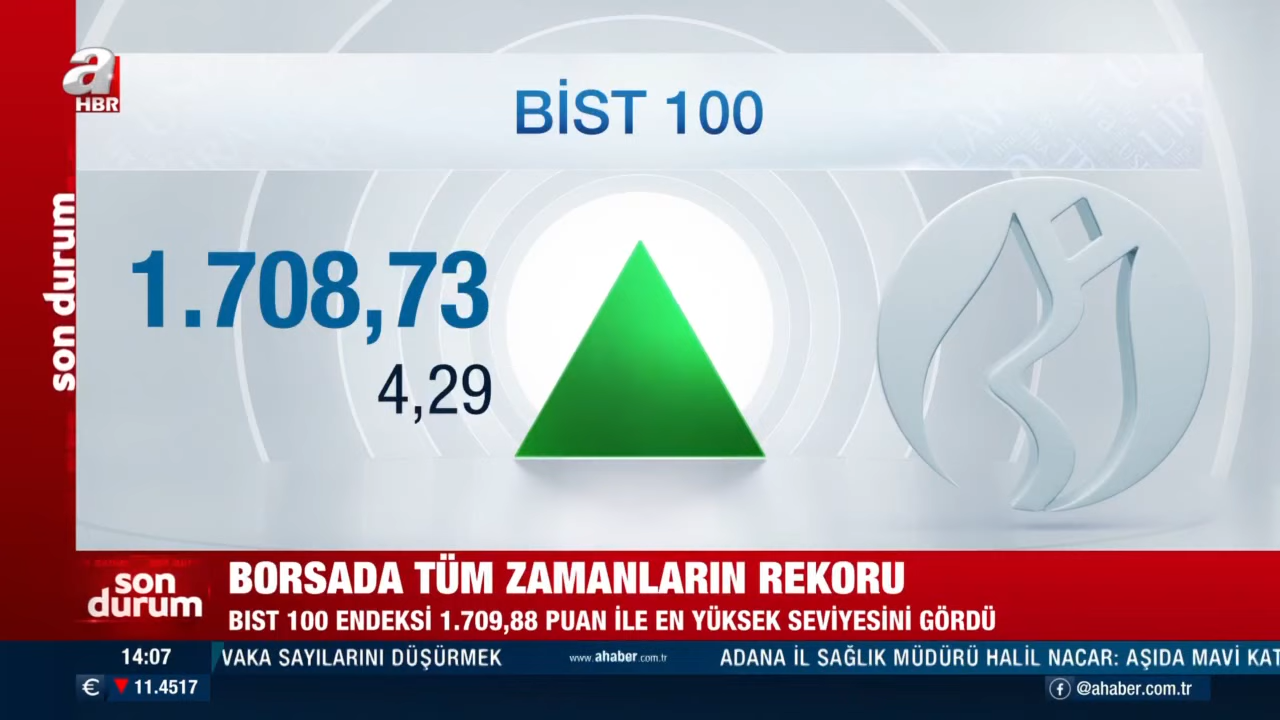 a
HBR
BİST 100
son durum
1.708,73
4,29
son
durum
BORSADA TÜM ZAMANLARIN REKORU
BIST 100 ENDEKSİ 1.709,88 PUAN İLE EN YÜKSEK SEVİYESİNİ GÖRDÜ
14:07
VAKA SAYILARINI DÜŞÜRMEK
www.ahaber.com.tr
ADANA İL SAĞLIK MÜDÜRÜ HALİL NACAR: AŞIDA MAVİ KAT
€ 11.4517
@ahaber.com.tr